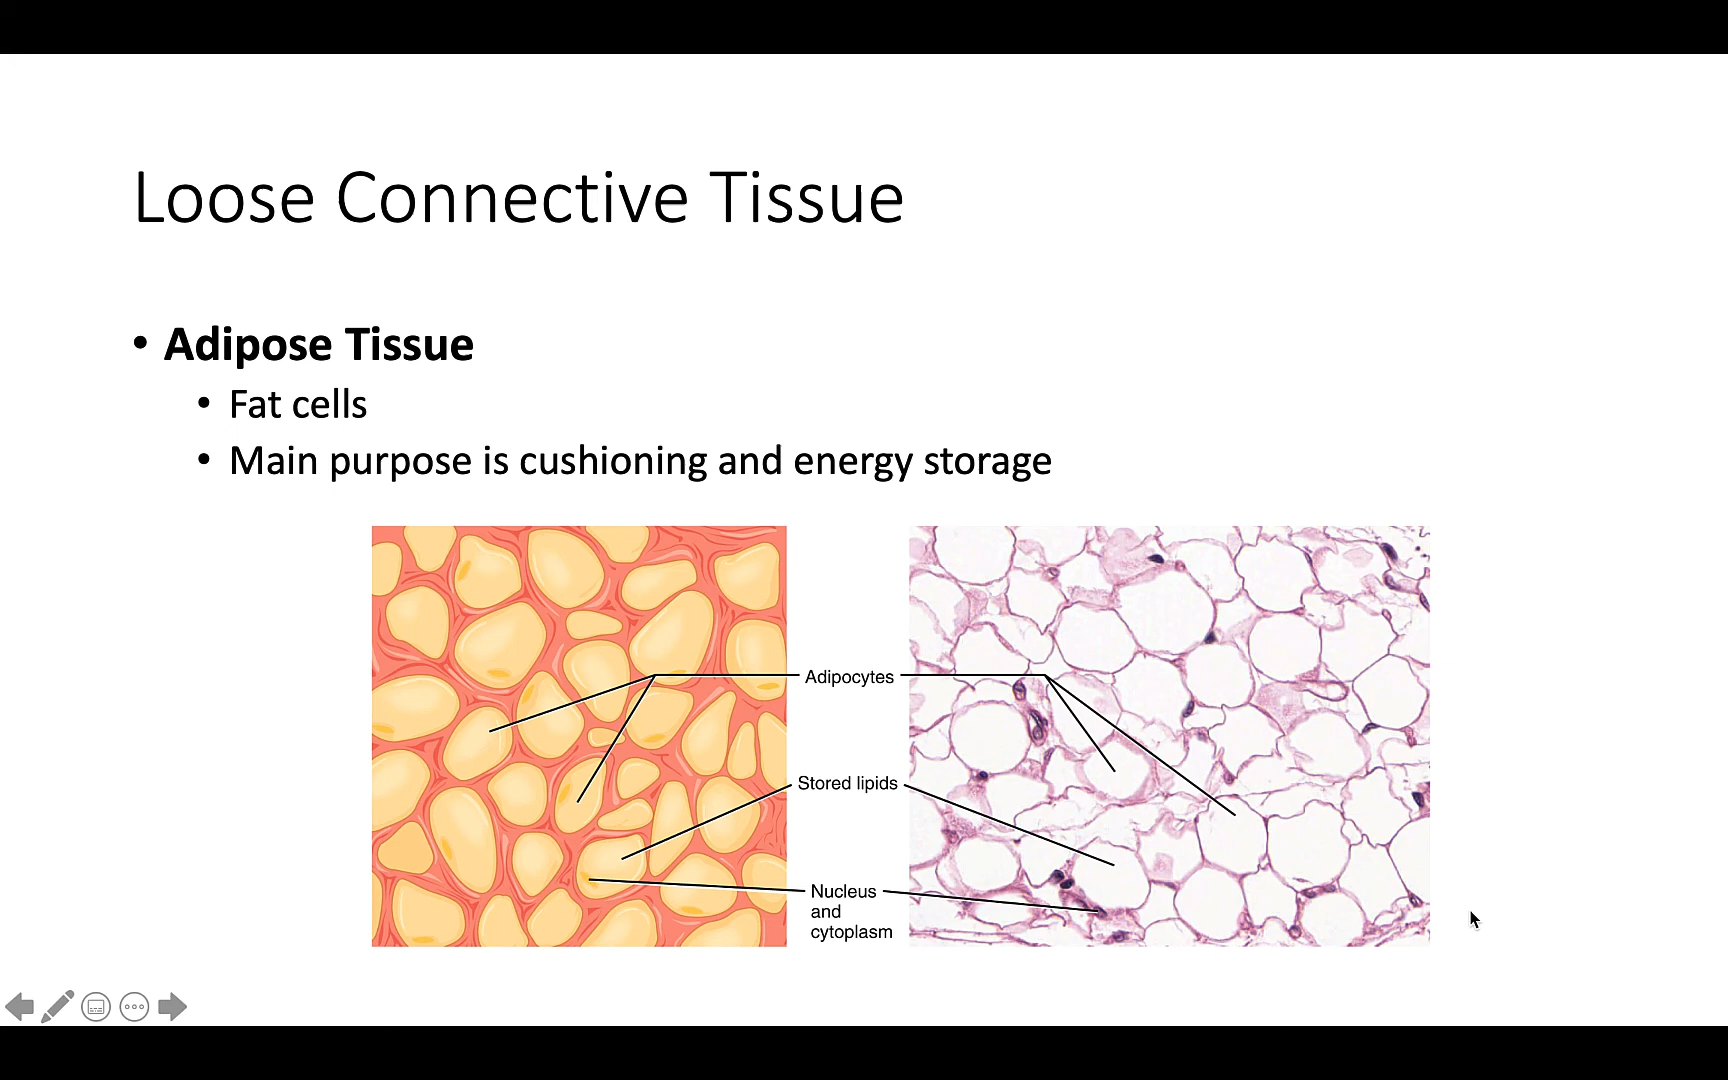 Loose Connective Tissue
• Adipose Tissue
• Fat cells
• Main purpose is cushioning and energy storage
Adipocytes
Stored lipids
Nucleus
and
cytoplasm